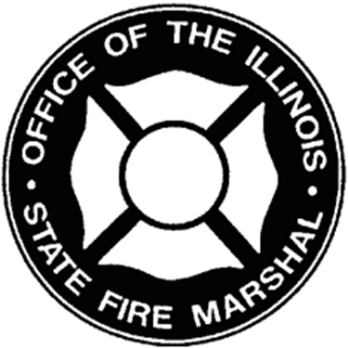 OFFICE OF THE ILLINOIS
STATE FIRE MARSHAL